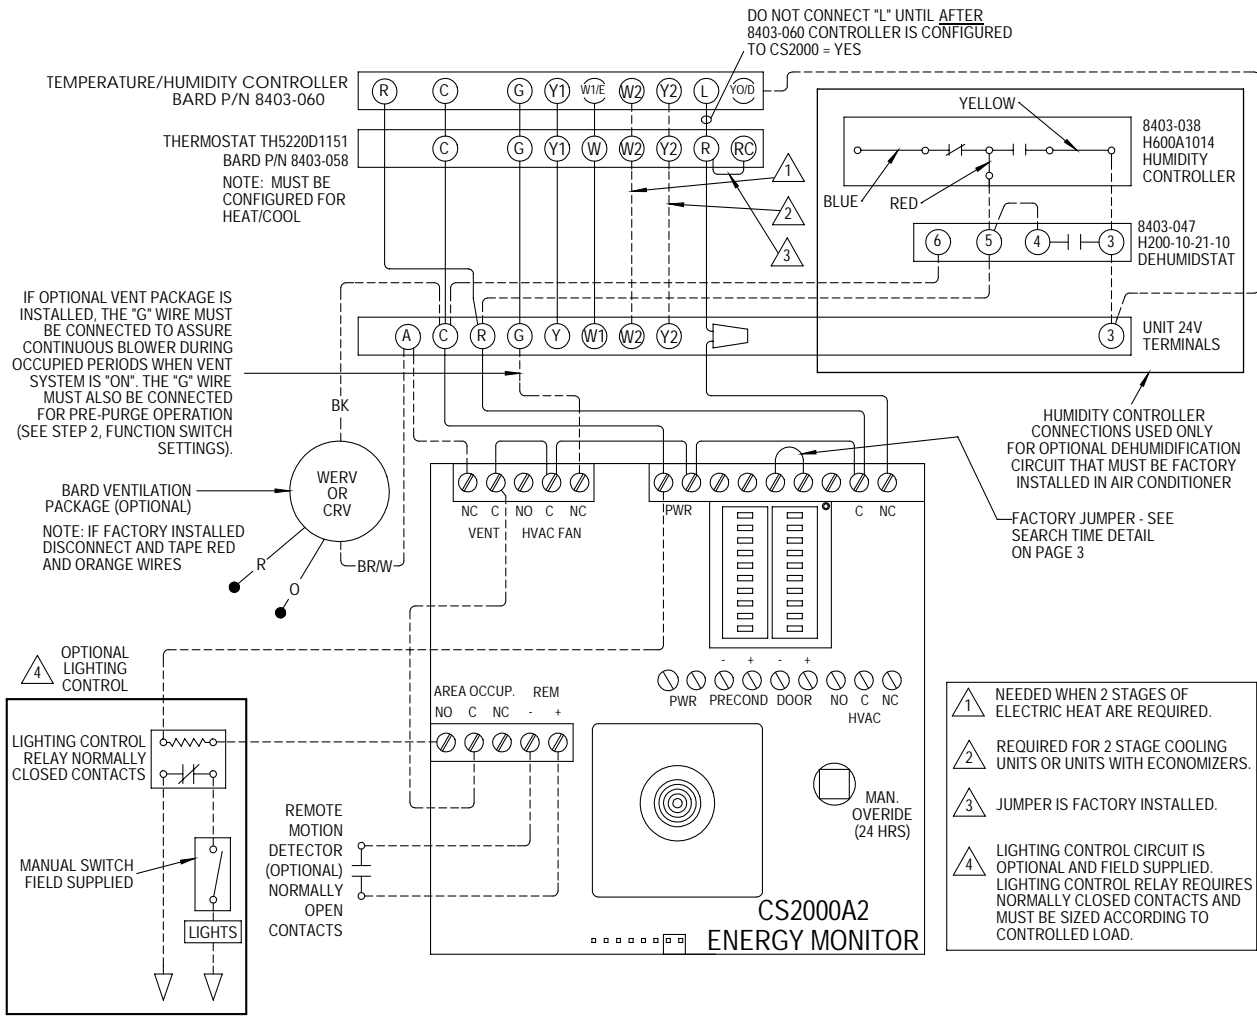 DO NOT CONNECT "L" UNTIL AFTER
8403-060 CONTROLLER IS CONFIGURED
TO CS2000 = YES
TEMPERATURE/HUMIDITY CONTROLLER
BARD P/N 8403-060
R C G Y1 W1/E W2 Y2 L YO/D
THERMOSTAT TH5220D1151
BARD P/N 8403-058
C G Y1 W W2 Y2 R RC
NOTE: MUST BE
CONFIGURED FOR
HEAT/COOL
1
2
3
YELLOW
BLUE
RED
8403-038
H600A1014
HUMIDITY
CONTROLLER
6 5 4 3
8403-047
H200-10-21-10
DEHUMIDSTAT
IF OPTIONAL VENT PACKAGE IS
INSTALLED, THE "G" WIRE MUST
BE CONNECTED TO ASSURE
CONTINUOUS BLOWER DURING
OCCUPIED PERIODS WHEN VENT
SYSTEM IS "ON". THE "G" WIRE
MUST ALSO BE CONNECTED
FOR PRE-PURGE OPERATION
(SEE STEP 2, FUNCTION SWITCH
SETTINGS).
A C R G Y W1 W2 Y2 3
UNIT 24V
TERMINALS
HUMIDITY CONTROLLER
CONNECTIONS USED ONLY
FOR OPTIONAL DEHUMIDIFICATION
CIRCUIT THAT MUST BE FACTORY
INSTALLED IN AIR CONDITIONER
BK
WERV
OR
CRV
BARD VENTILATION
PACKAGE (OPTIONAL)
NOTE: IF FACTORY INSTALLED
DISCONNECT AND TAPE RED
AND ORANGE WIRES
R
O
BR/W
NC C NO C NC
VENT HVAC FAN
PWR C NC
FACTORY JUMPER - SEE
SEARCH TIME DETAIL
ON PAGE 3
- + - +
PWR PRECOND DOOR NO C NC
HVAC
4
OPTIONAL
LIGHTING
CONTROL
LIGHTING CONTROL
RELAY NORMALLY
CLOSED CONTACTS
MANUAL SWITCH
FIELD SUPPLIED
LIGHTS
AREA OCCUP. REM
NO C NC - +
REMOTE
MOTION
DETECTOR
(OPTIONAL)
NORMALLY
OPEN
CONTACTS
MAN.
OVERIDE
(24 HRS)
CS2000A2
ENERGY MONITOR
1 NEEDED WHEN 2 STAGES OF
ELECTRIC HEAT ARE REQUIRED.
2 REQUIRED FOR 2 STAGE COOLING
UNITS OR UNITS WITH ECONOMIZERS.
3 JUMPER IS FACTORY INSTALLED.
4 LIGHTING CONTROL CIRCUIT IS
OPTIONAL AND FIELD SUPPLIED.
LIGHTING CONTROL RELAY REQUIRES
NORMALLY CLOSED CONTACTS AND
MUST BE SIZED ACCORDING TO
CONTROLLED LOAD.